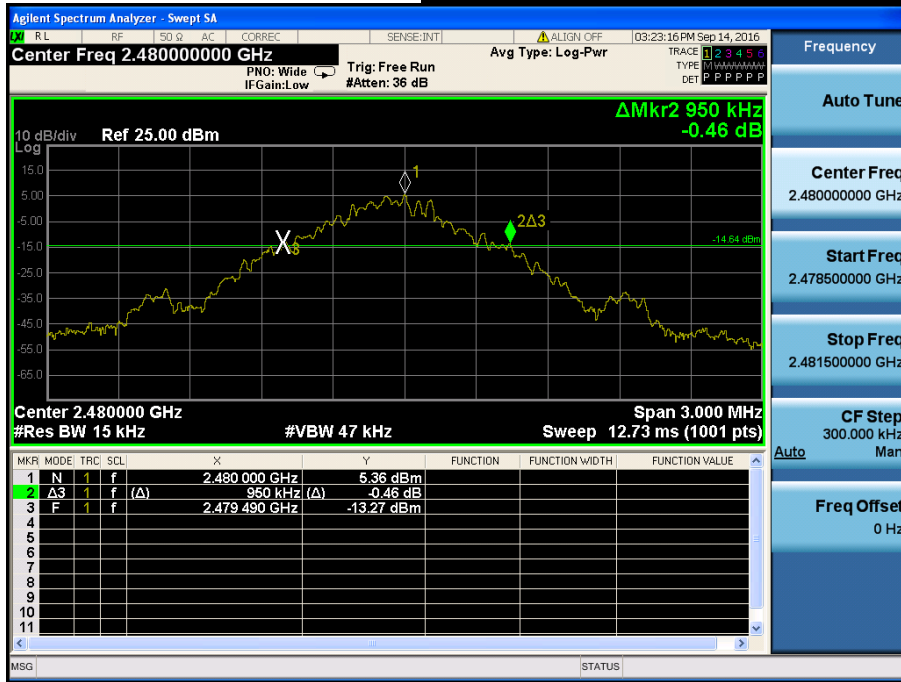 Agilent Spectrum Analyzer - Swept SA
LXI RL RF 50 Ω AC CORREC SENSE:INT ALIGN OFF 03:23:16 PM Sep 14, 2016
Center Freq 2.480000000 GHz
PNO: Wide
IFGain:Low
Trig: Free Run
#Atten: 36 dB
Avg Type: Log-Pwr
TRACE 1 2 3 4 5 6
TYPE M
DET P P P P P P
ΔMkr2 950 kHz
-0.46 dB
10 dB/div Ref 25.00 dBm
Log
15.0
5.00
-5.00
-15.0
-25.0
-35.0
-45.0
-55.0
-65.0
1
2Δ3
3
-14.64 dBm
Center 2.480000 GHz Span 3.000 MHz
#Res BW 15 kHz #VBW 47 kHz Sweep 12.73 ms (1001 pts)
MKR MODE TRC SCL X Y FUNCTION FUNCTION WIDTH FUNCTION VALUE
1 N 1 f 2.480 000 GHz 5.36 dBm
2 Δ3 1 f (Δ) 950 kHz (Δ) -0.46 dB
3 F 1 f 2.479 490 GHz -13.27 dBm
4
5
6
7
8
9
10
11
MSG STATUS
Frequency
Auto Tune
Center Freq
2.480000000 GHz
Start Freq
2.478500000 GHz
Stop Freq
2.481500000 GHz
CF Step
300.000 kHz
Auto Man
Freq Offset
0 Hz